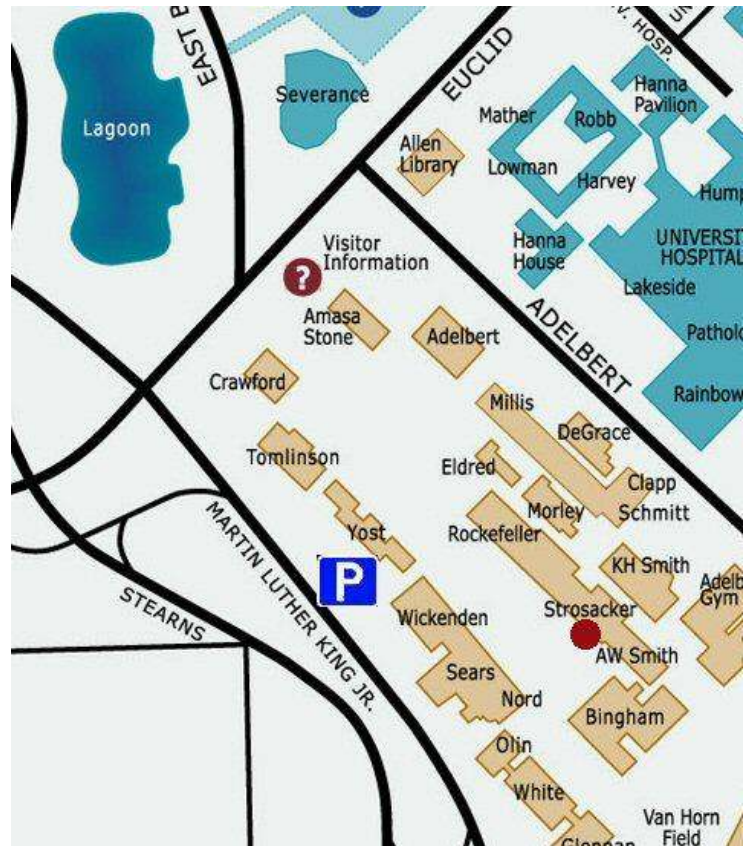 EAST B
V. HOSP.
UN
EUCLID
Severance
Lagoon
Hanna
Pavilion
Mather
Robb
Allen
Library
Lowman
Harvey
Hump
Visitor
Information
?
Hanna
House
UNIVERSIT
HOSPITAL
Lakeside
Amasa
Stone
Adelbert
ADELBERT
Patholo
Crawford
Rainbow
Millis
DeGrace
Tomlinson
Eldred
Clapp
Morley
Schmitt
MARTIN LUTHER KING JR.
Yost
Rockefeller
KH Smith
P
Adelb
Gym
STEARNS
Wickenden
Strosacker
AW Smith
Sears
Nord
Bingham
Olin
White
Van Horn
Field
Glennan